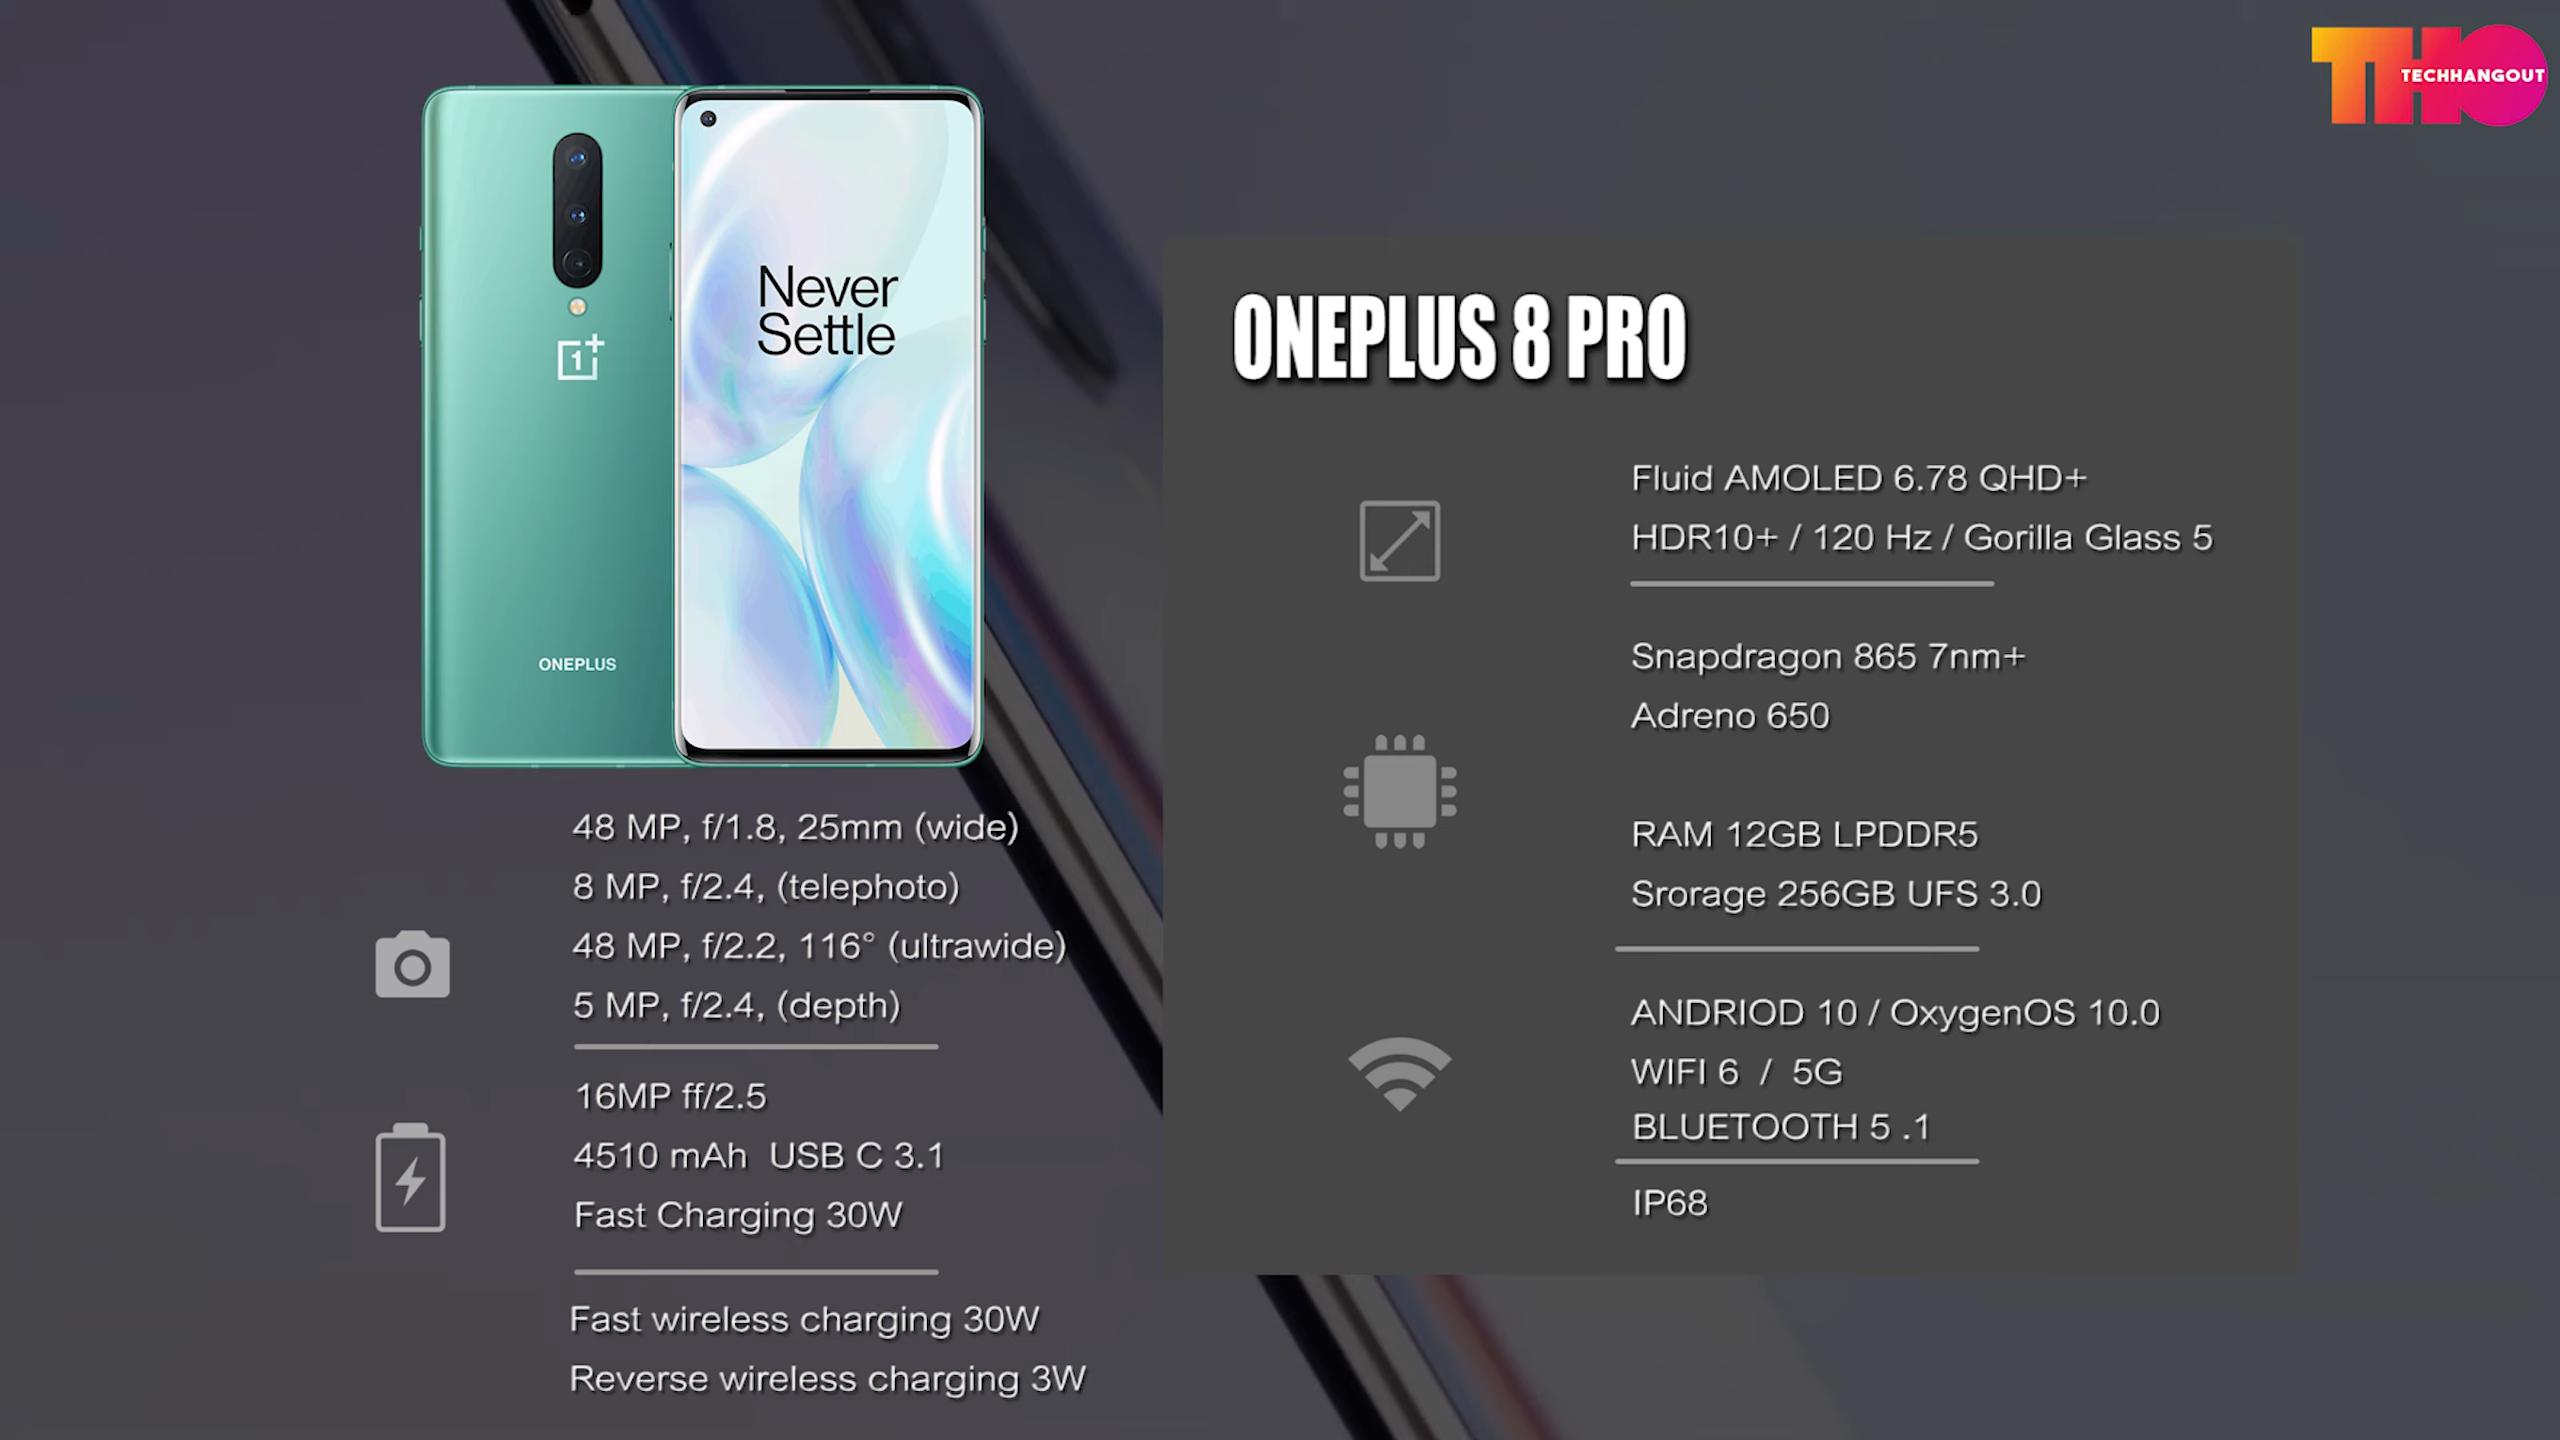 TECHHANGOUT
Never
Settle
1+
ONEPLUS
48 MP, f/1.8, 25mm (wide)
8 MP, f/2.4, (telephoto)
48 MP, f/2.2, 116° (ultrawide)
5 MP, f/2.4, (depth)
16MP ff/2.5
4510 mAh  USB C 3.1
Fast Charging 30W
Fast wireless charging 30W
Reverse wireless charging 3W
ONEPLUS 8 PRO
Fluid AMOLED 6.78 QHD+
HDR10+ / 120 Hz / Gorilla Glass 5
Snapdragon 865 7nm+
Adreno 650
RAM 12GB LPDDR5
Srorage 256GB UFS 3.0
ANDRIOD 10 / OxygenOS 10.0
WIFI 6  /  5G
BLUETOOTH 5 .1
IP68
THO